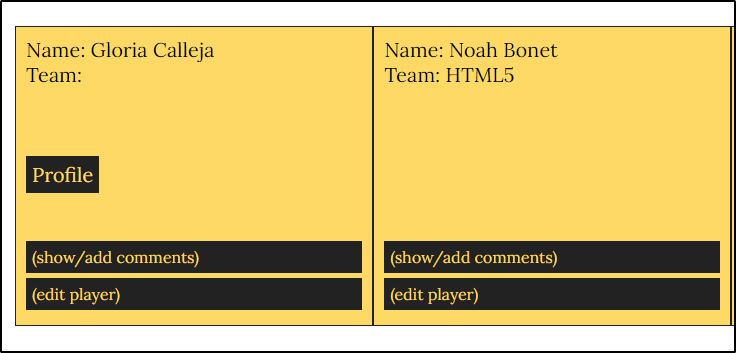 Name: Gloria Calleja
Team:
Profile
(show/add comments)
(edit player)
Name: Noah Bonet
Team: HTML5
(show/add comments)
(edit player)